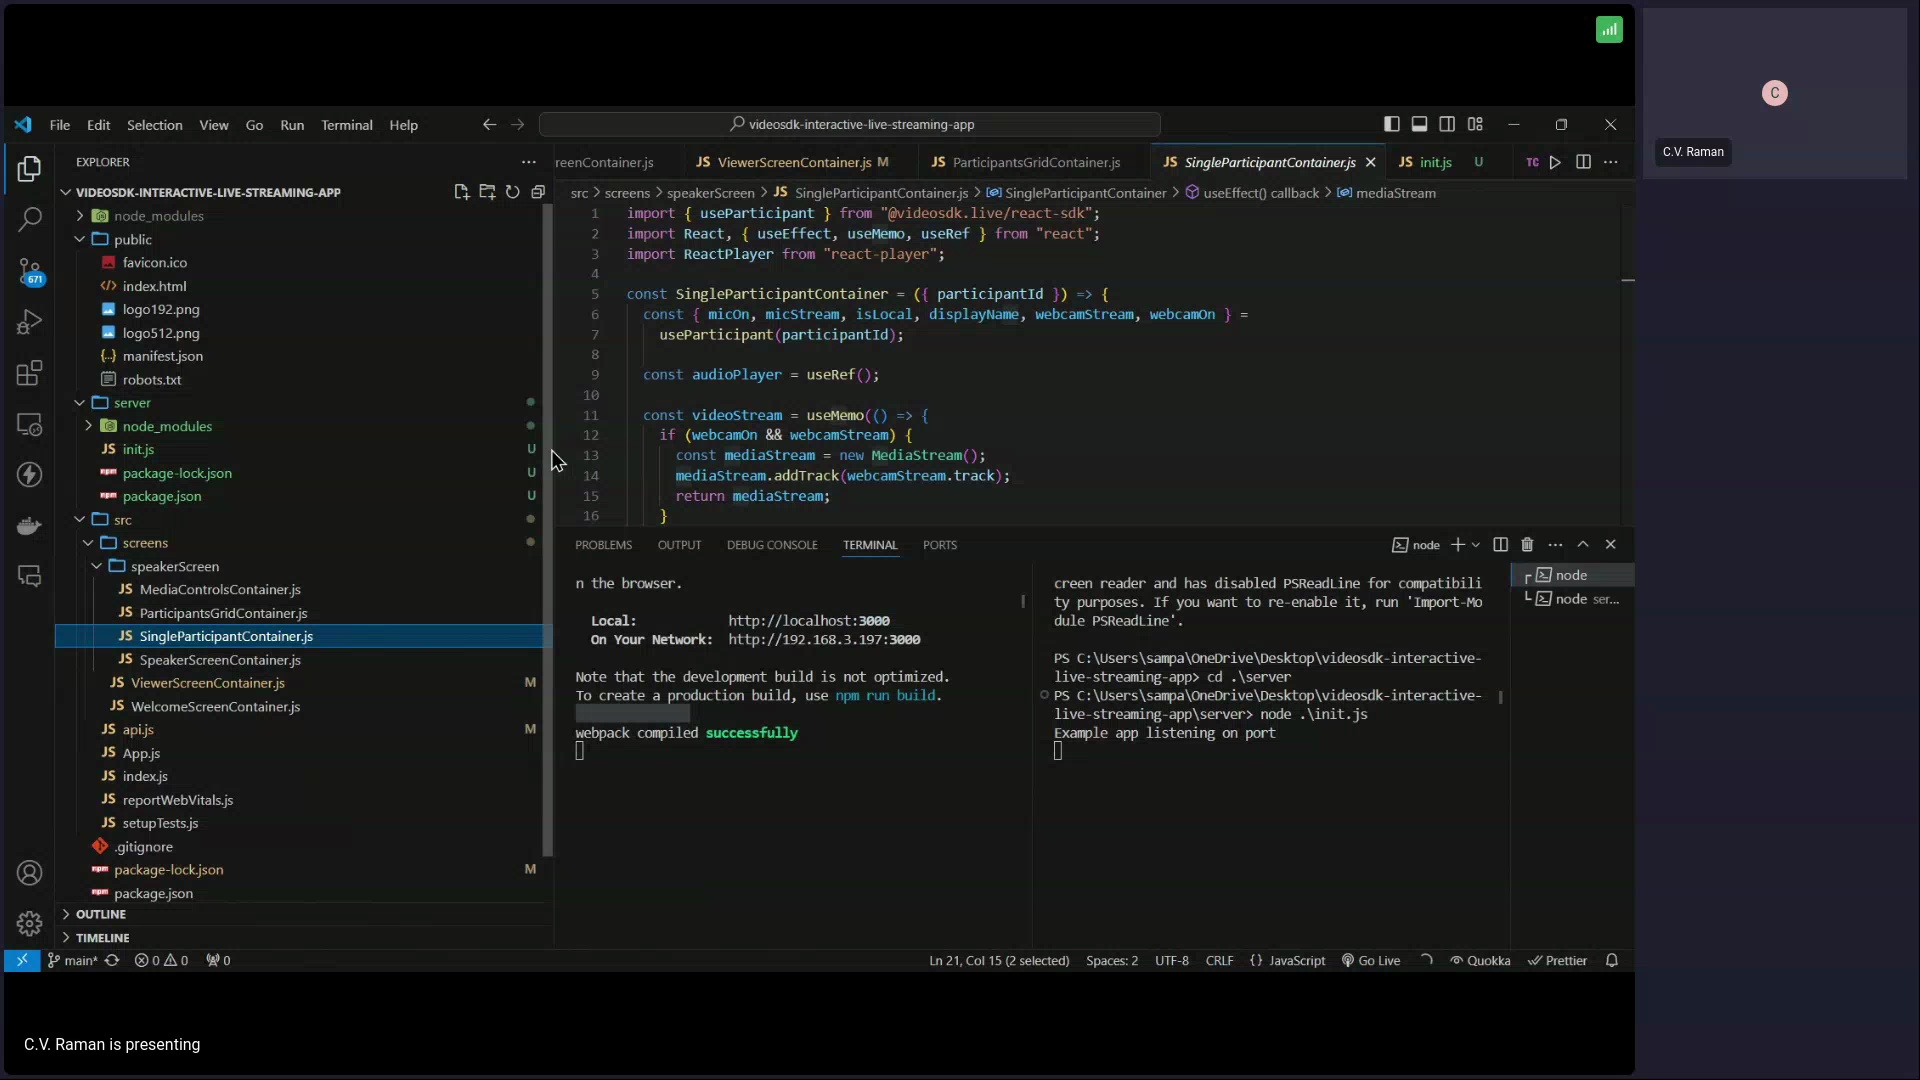 File Edit Selection View Go Run Terminal Help
videosdk-interactive-live-streaming-app
C
C.V. Raman
EXPLORER
VIDEOSDK-INTERACTIVE-LIVE-STREAMING-APP
node_modules
public
favicon.ico
index.html
logo192.png
logo512.png
manifest.json
robots.txt
server
node_modules
init.js U
package-lock.json U
package.json U
src
screens
speakerScreen
MediaControlsContainer.js
ParticipantsGridContainer.js
SingleParticipantContainer.js
SpeakerScreenContainer.js
ViewerScreenContainer.js M
WelcomeScreenContainer.js
api.js M
App.js
index.js
reportWebVitals.js
setupTests.js
.gitignore
package-lock.json M
package.json
OUTLINE
TIMELINE
671
reenContainer.js JS ViewerScreenContainer.js M JS ParticipantsGridContainer.js JS SingleParticipantContainer.js JS init.js U TC
src > screens > speakerScreen > JS SingleParticipantContainer.js > SingleParticipantContainer > useEffect() callback > mediaStream
1 import { useParticipant } from "@videosdk.live/react-sdk";
2 import React, { useEffect, useMemo, useRef } from "react";
3 import ReactPlayer from "react-player";
4
5 const SingleParticipantContainer = ({ participantId }) => {
6 const { micOn, micStream, isLocal, displayName, webcamStream, webcamOn } =
7 useParticipant(participantId);
8
9 const audioPlayer = useRef();
10
11 const videoStream = useMemo(() => {
12 if (webcamOn && webcamStream) {
13 const mediaStream = new MediaStream();
14 mediaStream.addTrack(webcamStream.track);
15 return mediaStream;
16 }
PROBLEMS OUTPUT DEBUG CONSOLE TERMINAL PORTS
node
n the browser.
Local: http://localhost:3000
On Your Network: http://192.168.3.197:3000
Note that the development build is not optimized.
To create a production build, use npm run build.
webpack compiled successfully
creen reader and has disabled PSReadLine for compatibili
ty purposes. If you want to re-enable it, run 'Import-Mo
dule PSReadLine'.
PS C:\Users\sampa\OneDrive\Desktop\videosdk-interactive-
live-streaming-app> cd .\server
PS C:\Users\sampa\OneDrive\Desktop\videosdk-interactive-
live-streaming-app\server> node .\init.js
Example app listening on port
node
node ser...
main* 0 0 0 Ln 21, Col 15 (2 selected) Spaces: 2 UTF-8 CRLF {} JavaScript Go Live Quokka Prettier
C.V. Raman is presenting